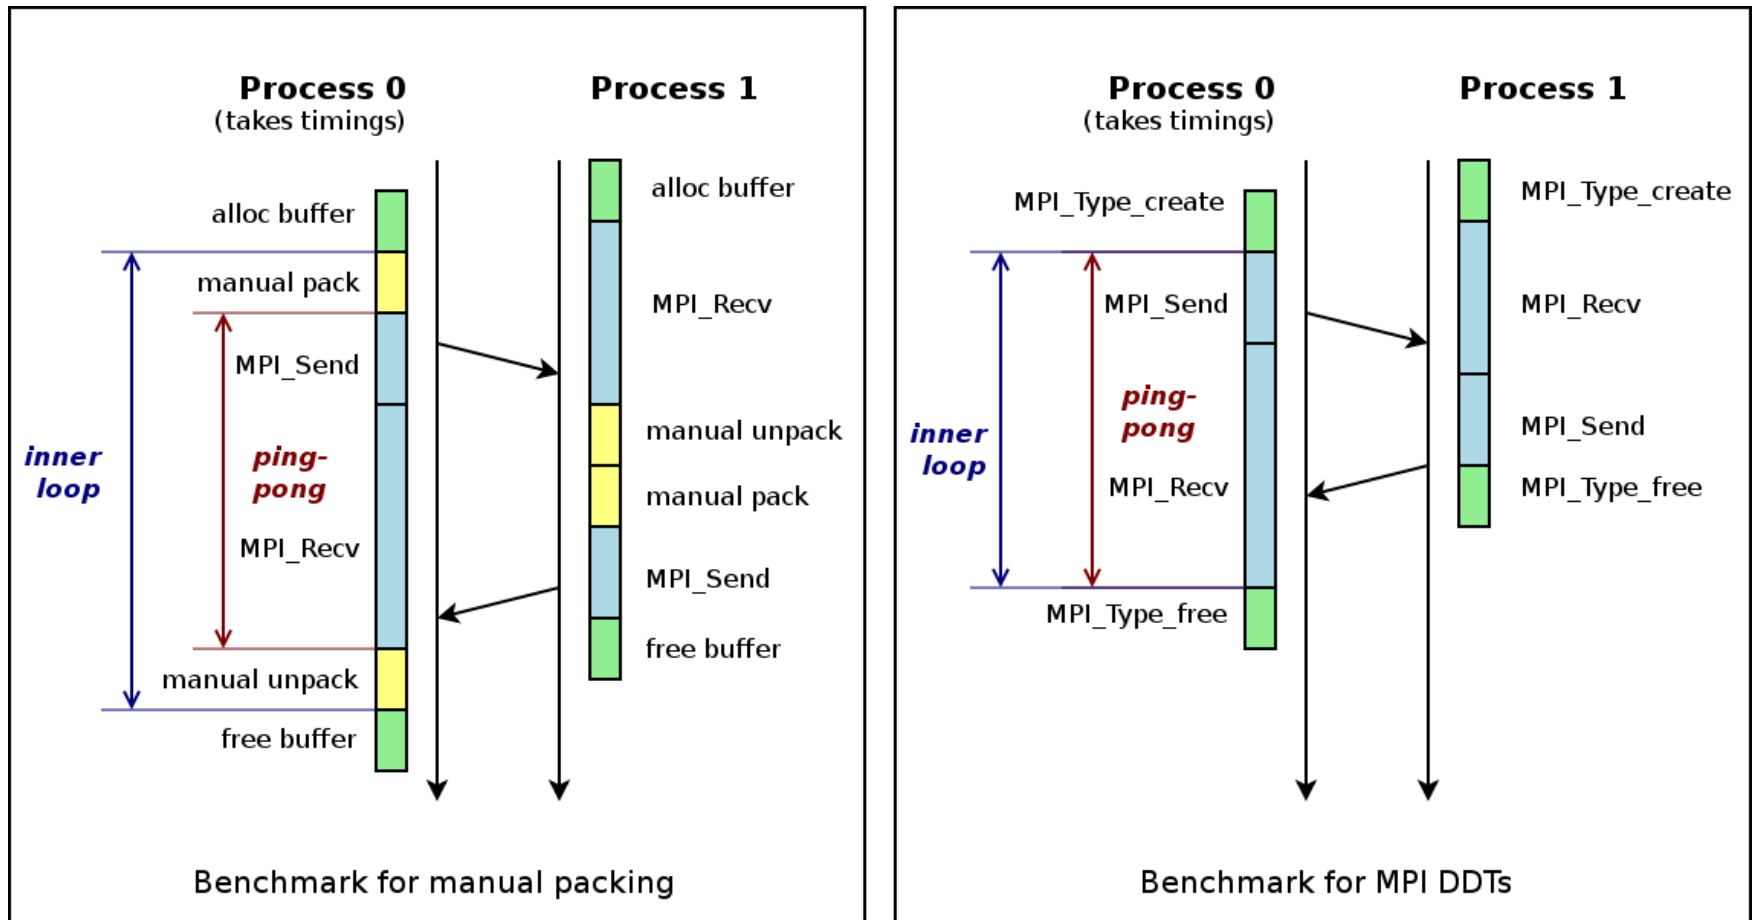 Process 0
(takes timings)
Process 1
alloc buffer
alloc buffer
manual pack
MPI_Recv
MPI_Send
manual unpack
inner
loop
ping-
pong
manual pack
MPI_Recv
MPI_Send
free buffer
manual unpack
free buffer
Benchmark for manual packing
Process 0
(takes timings)
Process 1
MPI_Type_create
MPI_Type_create
MPI_Send
MPI_Recv
ping-
pong
inner
loop
MPI_Send
MPI_Recv
MPI_Type_free
MPI_Type_free
Benchmark for MPI DDTs